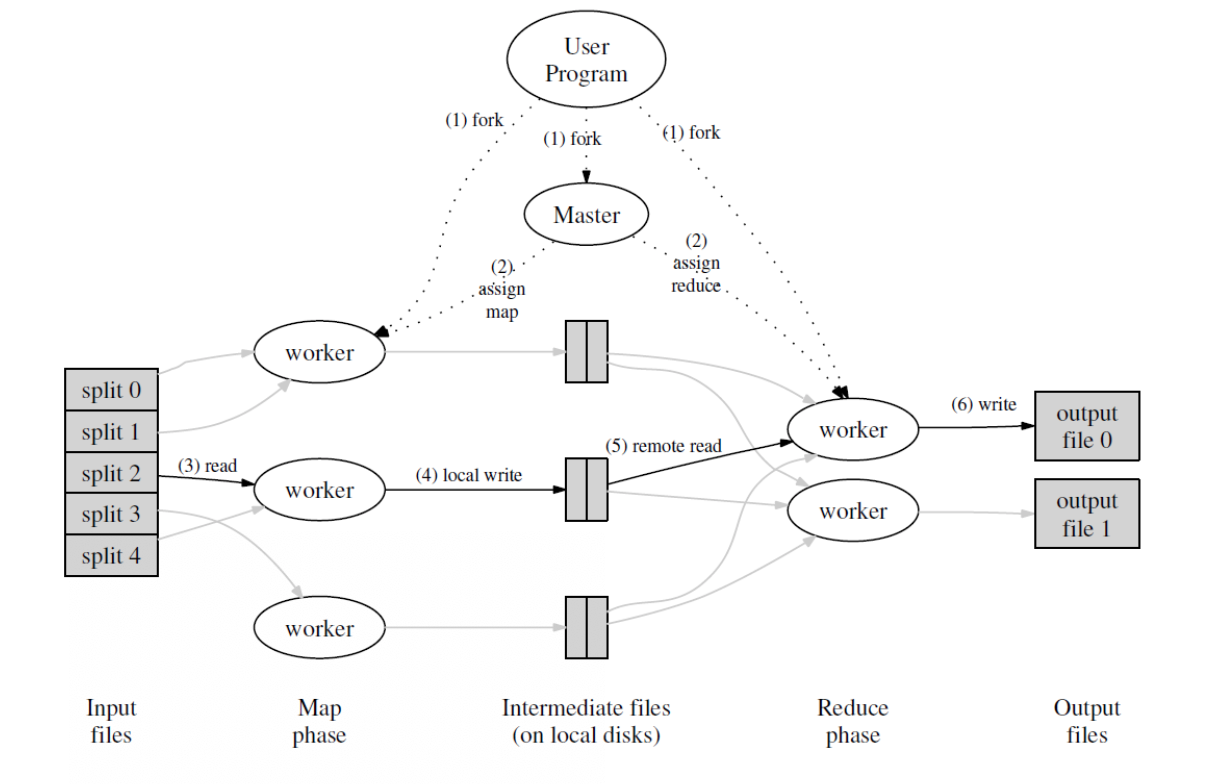 User
Program
(1) fork
(1) fork
(1) fork
Master
(2)
assign
map
(2)
assign
reduce
worker
split 0
split 1
split 2
split 3
split 4
(3) read
worker
(4) local write
(5) remote read
worker
(6) write
output
file 0
worker
output
file 1
worker
Input
files
Map
phase
Intermediate files
(on local disks)
Reduce
phase
Output
files